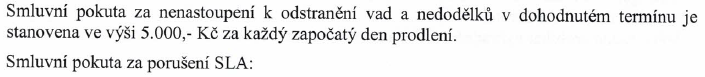 Smluvní pokuta za nenastoupení k odstranění vad a nedodělků v dohodnutém termínu je
stanovena ve výši 5.000,- Kč za každý započatý den prodlení.
Smluvní pokuta za porušení SLA: